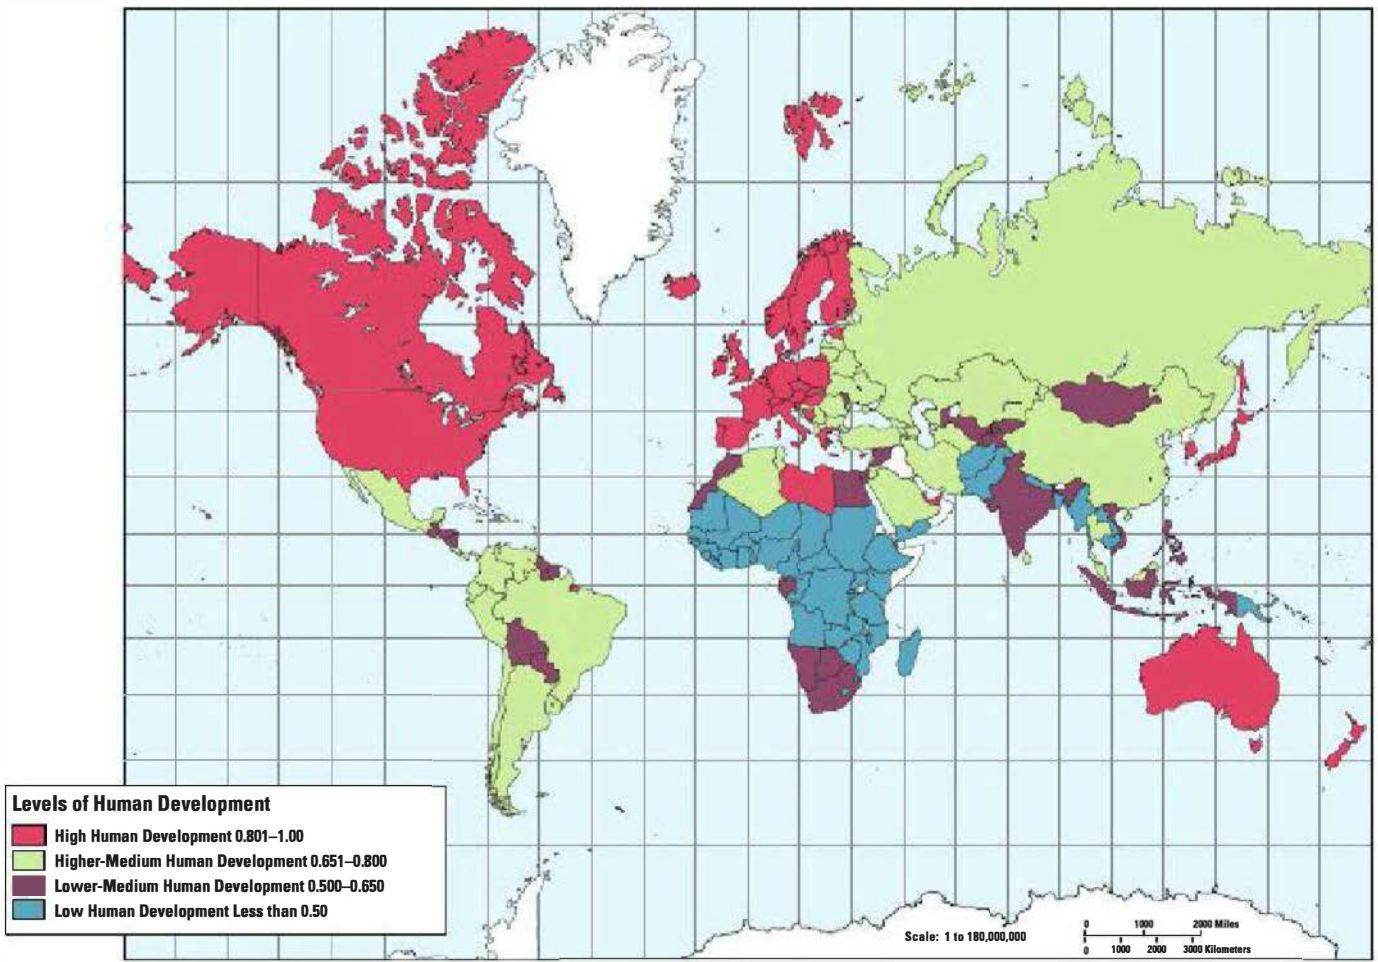 Levels of Human Development
High Human Development 0.801–1.00
Higher-Medium Human Development 0.651–0.800
Lower-Medium Human Development 0.500–0.650
Low Human Development Less than 0.50
Scale: 1 to 180,000,000
0 1000 2000 Miles
0 1000 2000 3000 Kilometers